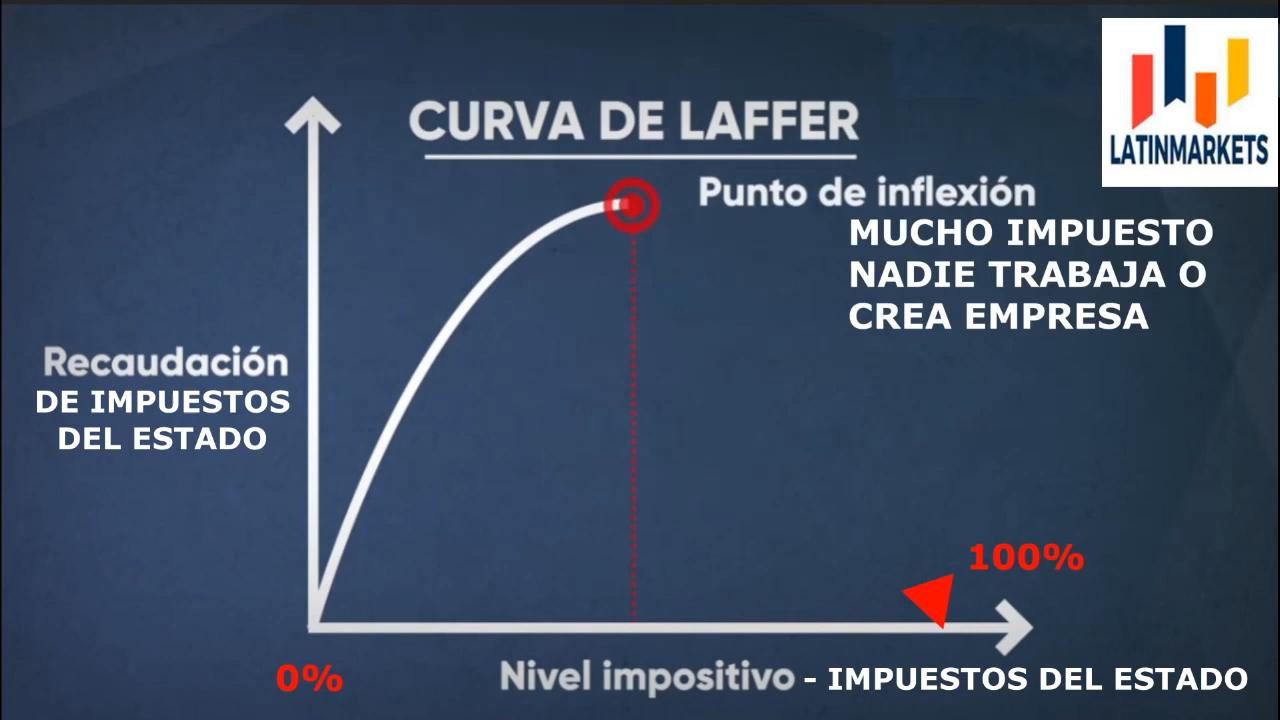 CURVA DE LAFFER
LATINMARKETS
Punto de inflexión
MUCHO IMPUESTO
NADIE TRABAJA O
CREA EMPRESA
Recaudación
DE IMPUESTOS
DEL ESTADO
100%
0%
Nivel impositivo - IMPUESTOS DEL ESTADO